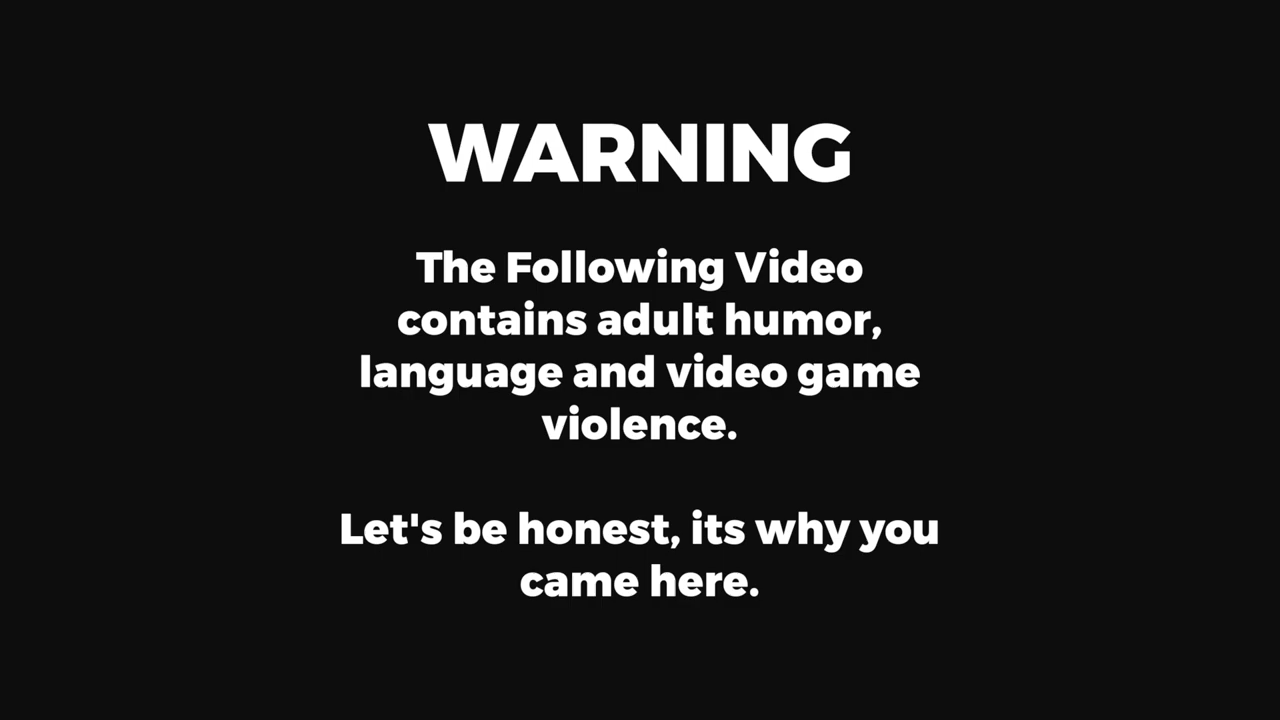 WARNING
The Following Video
contains adult humor,
language and video game
violence.
Let's be honest, its why you
came here.